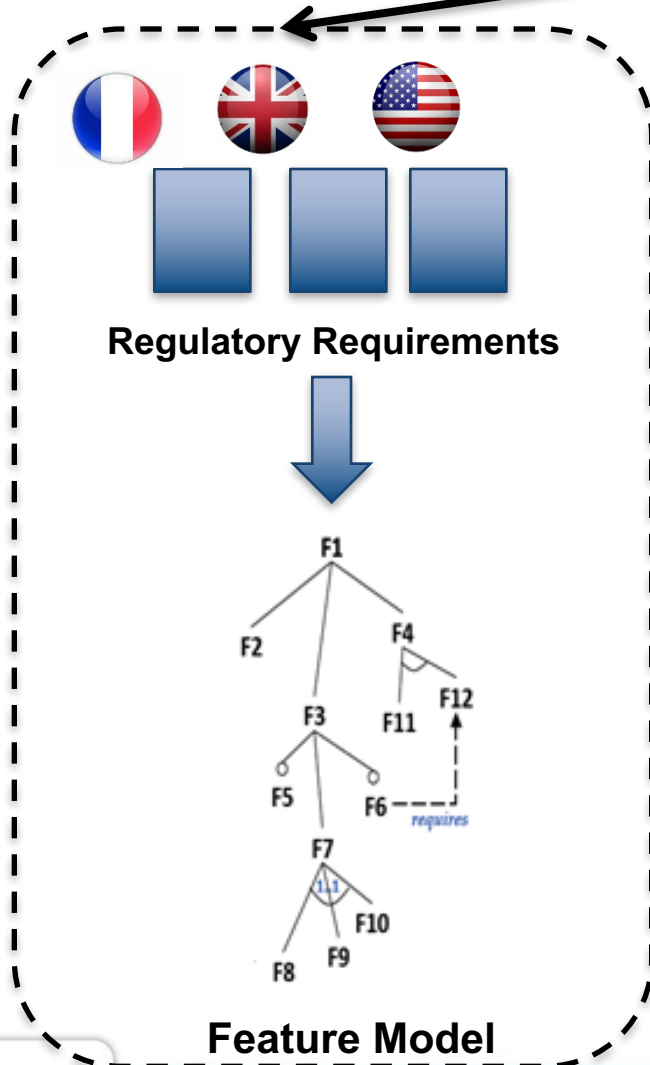 Regulatory Requirements
F1
F2
F4
F12
F11
F3
F5
F6
requires
F7
1..1
F10
F9
F8
Feature Model